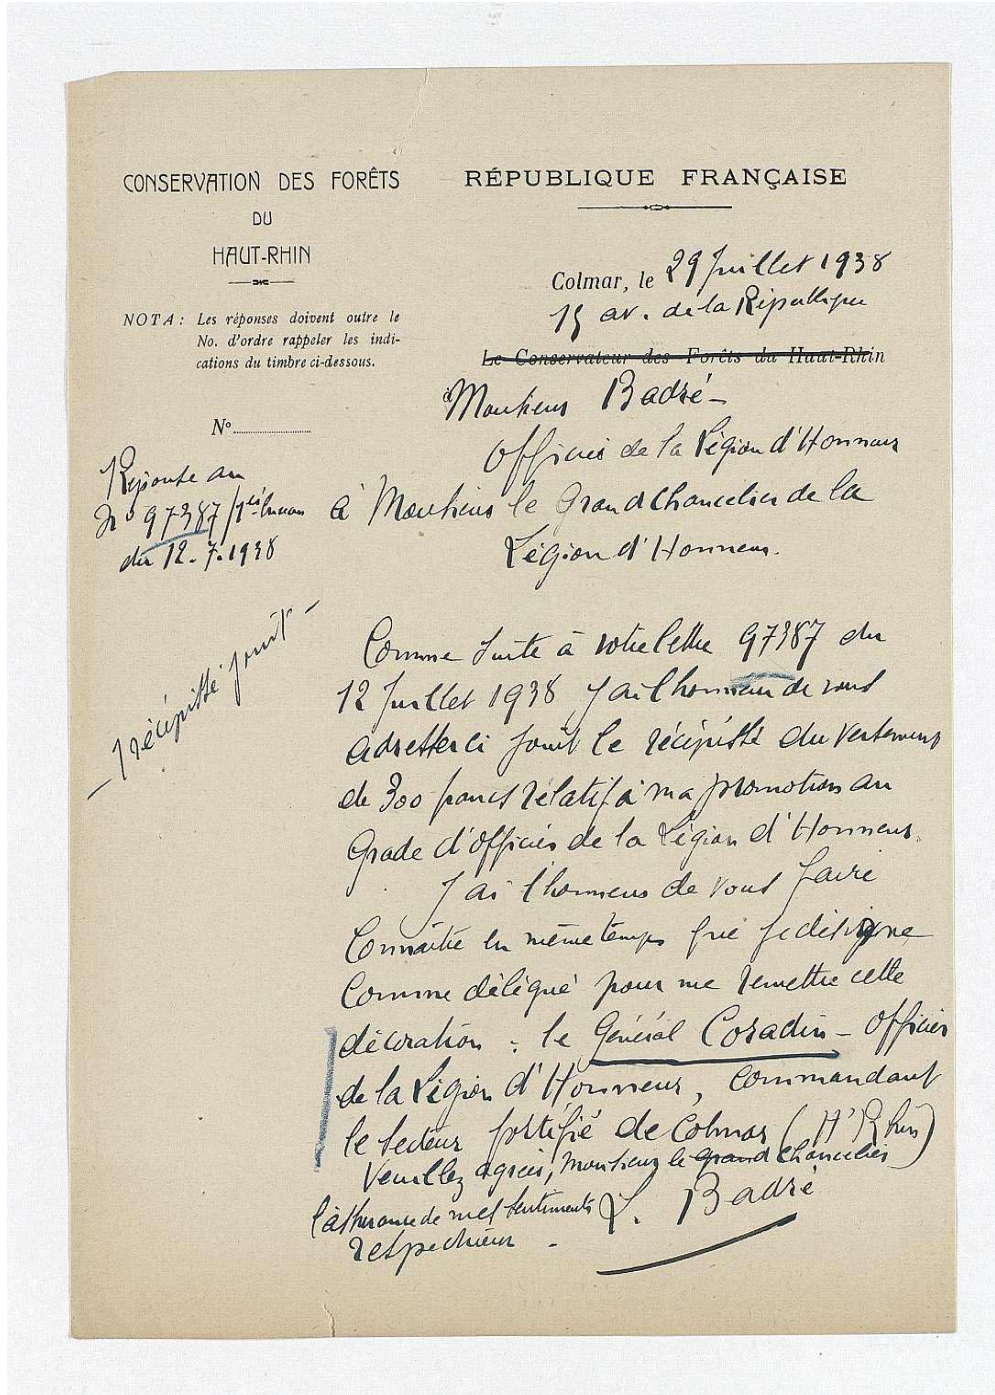 CONSERVATION DES FORÊTS
DU
HAUT-RHIN
NOTA : Les réponses doivent outre le
No. d'ordre rappeler les indi-
cations du timbre ci-dessous.
No
Réponse au
No 97387
du 12.7.1938
— récépissé joint —
RÉPUBLIQUE FRANÇAISE
Colmar, le 29 Juillet 1938
15 av. de la République
Le Conservateur des Forêts du Haut-Rhin
Monsieur Badré —
Officier de la Légion d'Honneur
à Monsieur le Grand Chancelier de la
Légion d'Honneur.
Comme suite à votre lettre 97387 du
12 Juillet 1938 j'ai l'honneur de vous
adresser ci joint le récépissé du versement
de 300 francs relatif à ma promotion au
Grade d'officier de la Légion d'Honneur.
J'ai l'honneur de vous faire
Connaître en même temps que je désigne
Comme délégué pour me remettre cette
décoration : le Général Coradin — Officier
de la Légion d'Honneur, Commandant
le secteur fortifié de Colmar (Ht Rhin)
Veuillez agréer, Monsieur le Grand Chancelier
l'assurance de mes sentiments
respectueux —
L. Badré